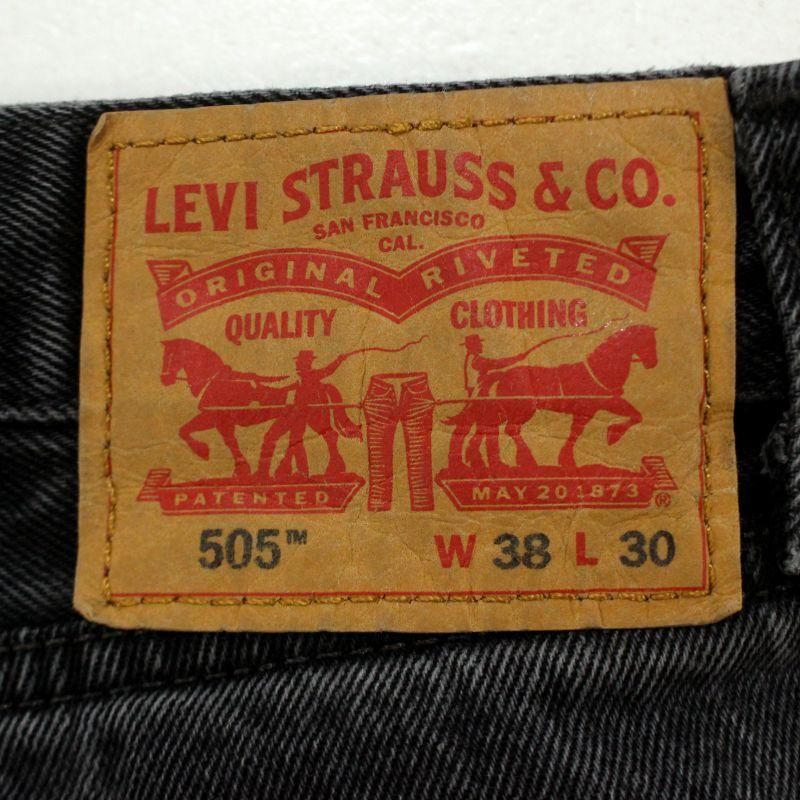 LEVI STRAUSS & CO.
SAN FRANCISCO
CAL.
ORIGINAL RIVETED
QUALITY CLOTHING
PATENTED MAY 20 1873 ®
505™ W 38 L 30